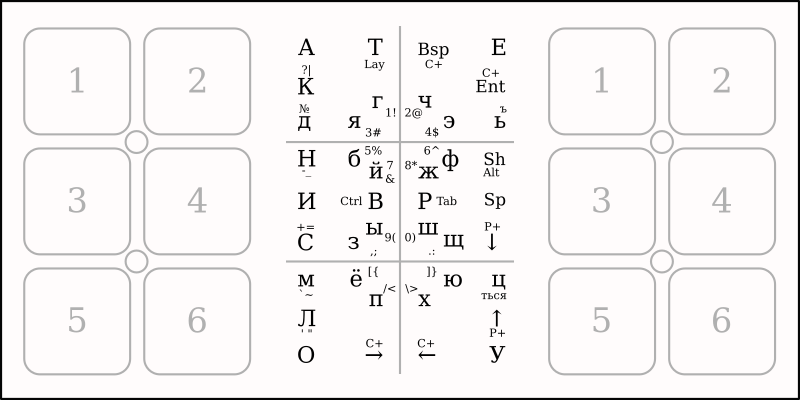 1 2 А Т Bsp Е 1 2
Lay C+
?| C+
К Ent
№ г 1! 2@ ч ъ
д я э ь
3# 4$
3 4 Н б 5% 6^ ф Sh 3 4
-_ й 7& 8* ж Alt
И Ctrl В Р Tab Sp
+= ы 9( 0) ш P+
С з щ ↓
,; .:
5 6 м ё [{ ]} ю ц 5 6
`~ /< \> ться
п х
Л ↑
' " P+
C+ C+
О → ← У